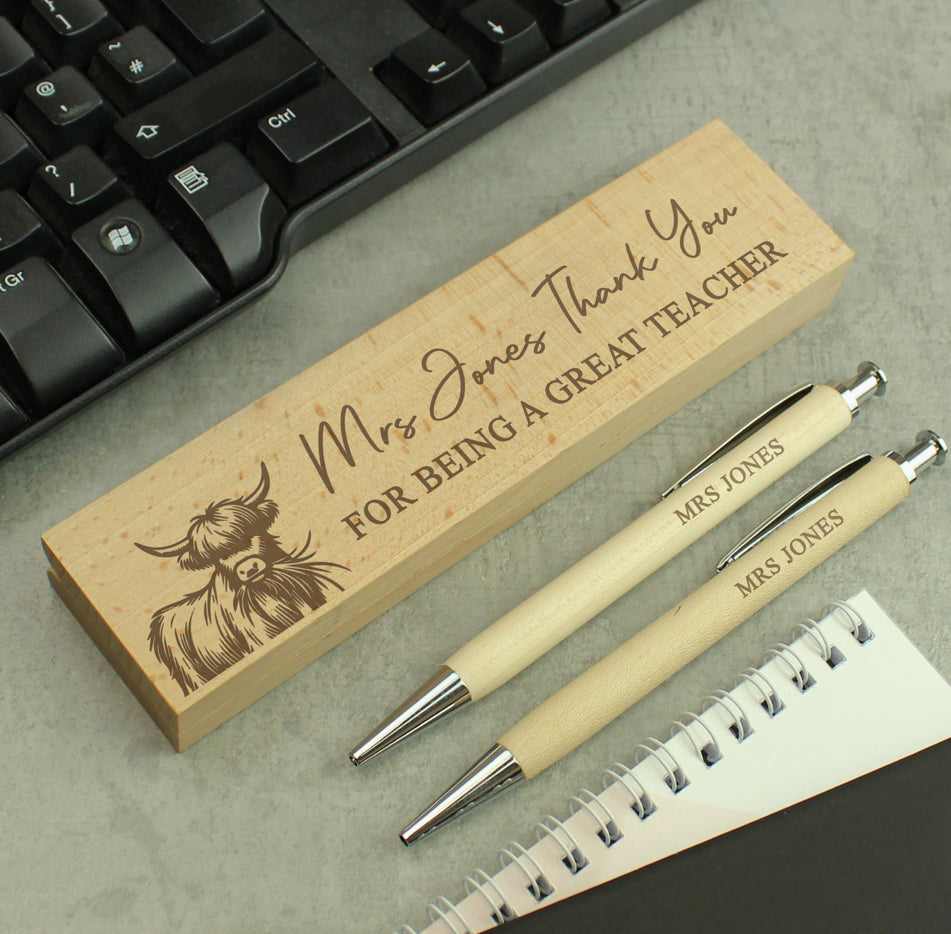 @
'
~
#
Ctrl
?
/
Gr
Mrs Jones Thank You
FOR BEING A GREAT TEACHER
MRS JONES
MRS JONES